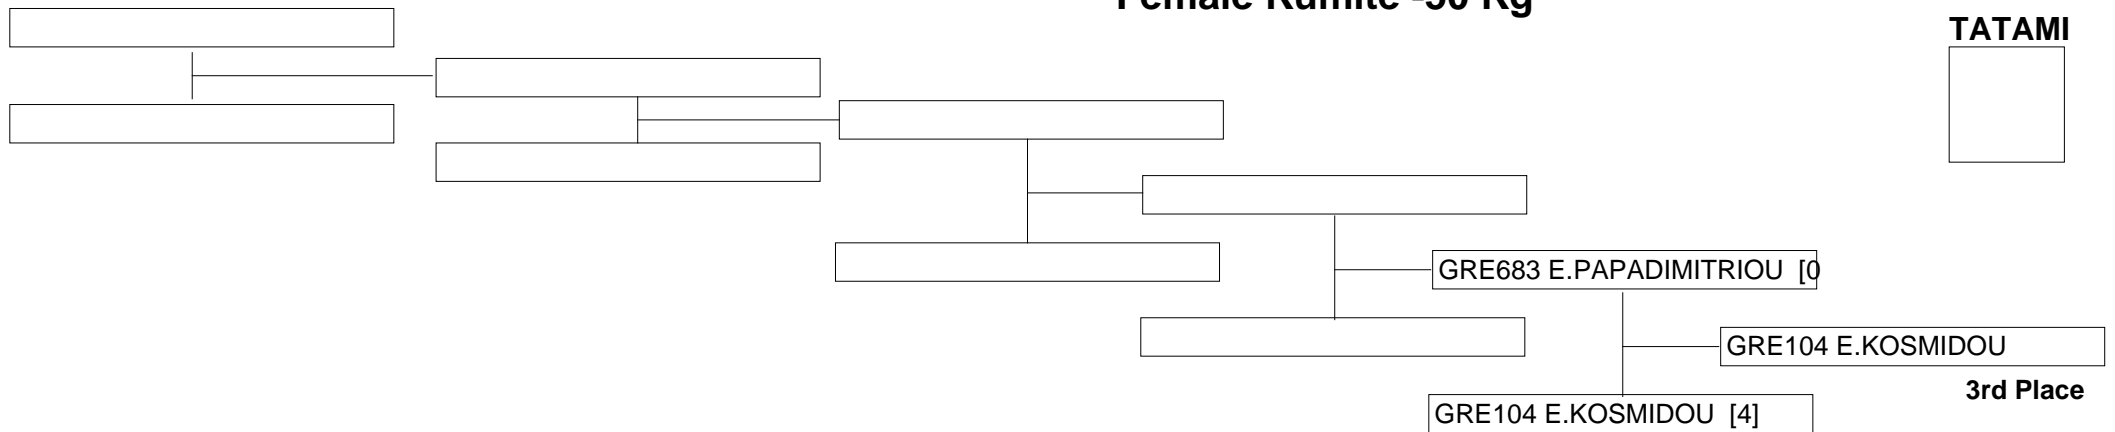 Female Kumite -50 Kg
TATAMI
GRE683 E.PAPADIMITRIOU [0
GRE104 E.KOSMIDOU
3rd Place
GRE104 E.KOSMIDOU [4]